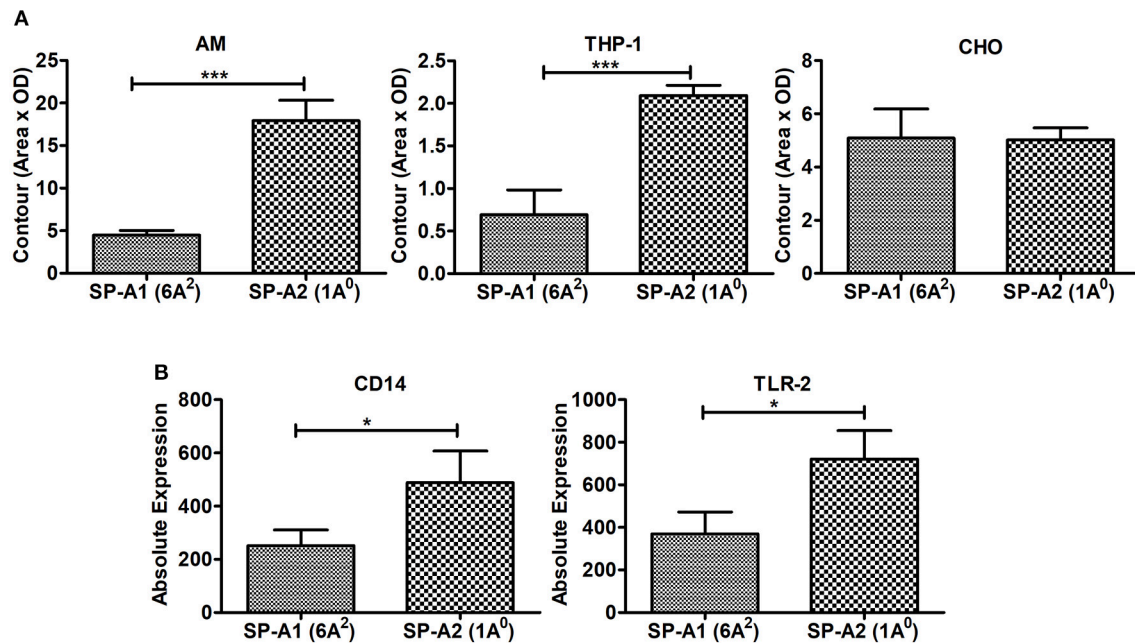 A
AM
Contour (Area x OD)
25
20
15
10
5
0
***
SP-A1 (6A²)
SP-A2 (1A⁰)
THP-1
Contour (Area x OD)
2.5
2.0
1.5
1.0
0.5
0.0
***
SP-A1 (6A²)
SP-A2 (1A⁰)
CHO
Contour (Area x OD)
8
6
4
2
0
SP-A1 (6A²)
SP-A2 (1A⁰)
B
CD14
Absolute Expression
800
600
400
200
0
*
SP-A1 (6A²)
SP-A2 (1A⁰)
TLR-2
Absolute Expression
1000
800
600
400
200
0
*
SP-A1 (6A²)
SP-A2 (1A⁰)